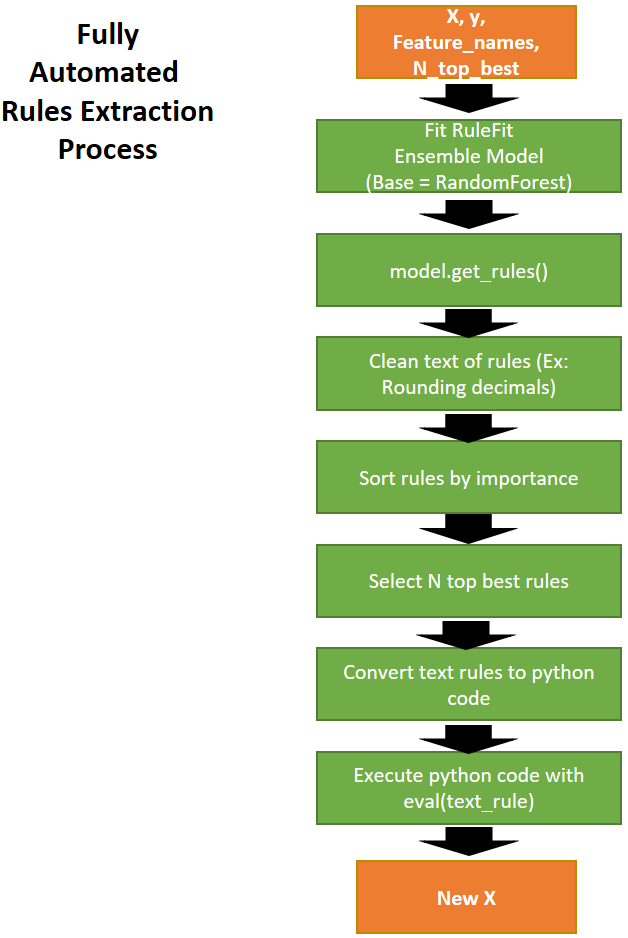 Fully
Automated
Rules Extraction
Process
X, y,
Feature_names,
N_top_best
Fit RuleFit
Ensemble Model
(Base = RandomForest)
model.get_rules()
Clean text of rules (Ex:
Rounding decimals)
Sort rules by importance
Select N top best rules
Convert text rules to python
code
Execute python code with
eval(text_rule)
New X